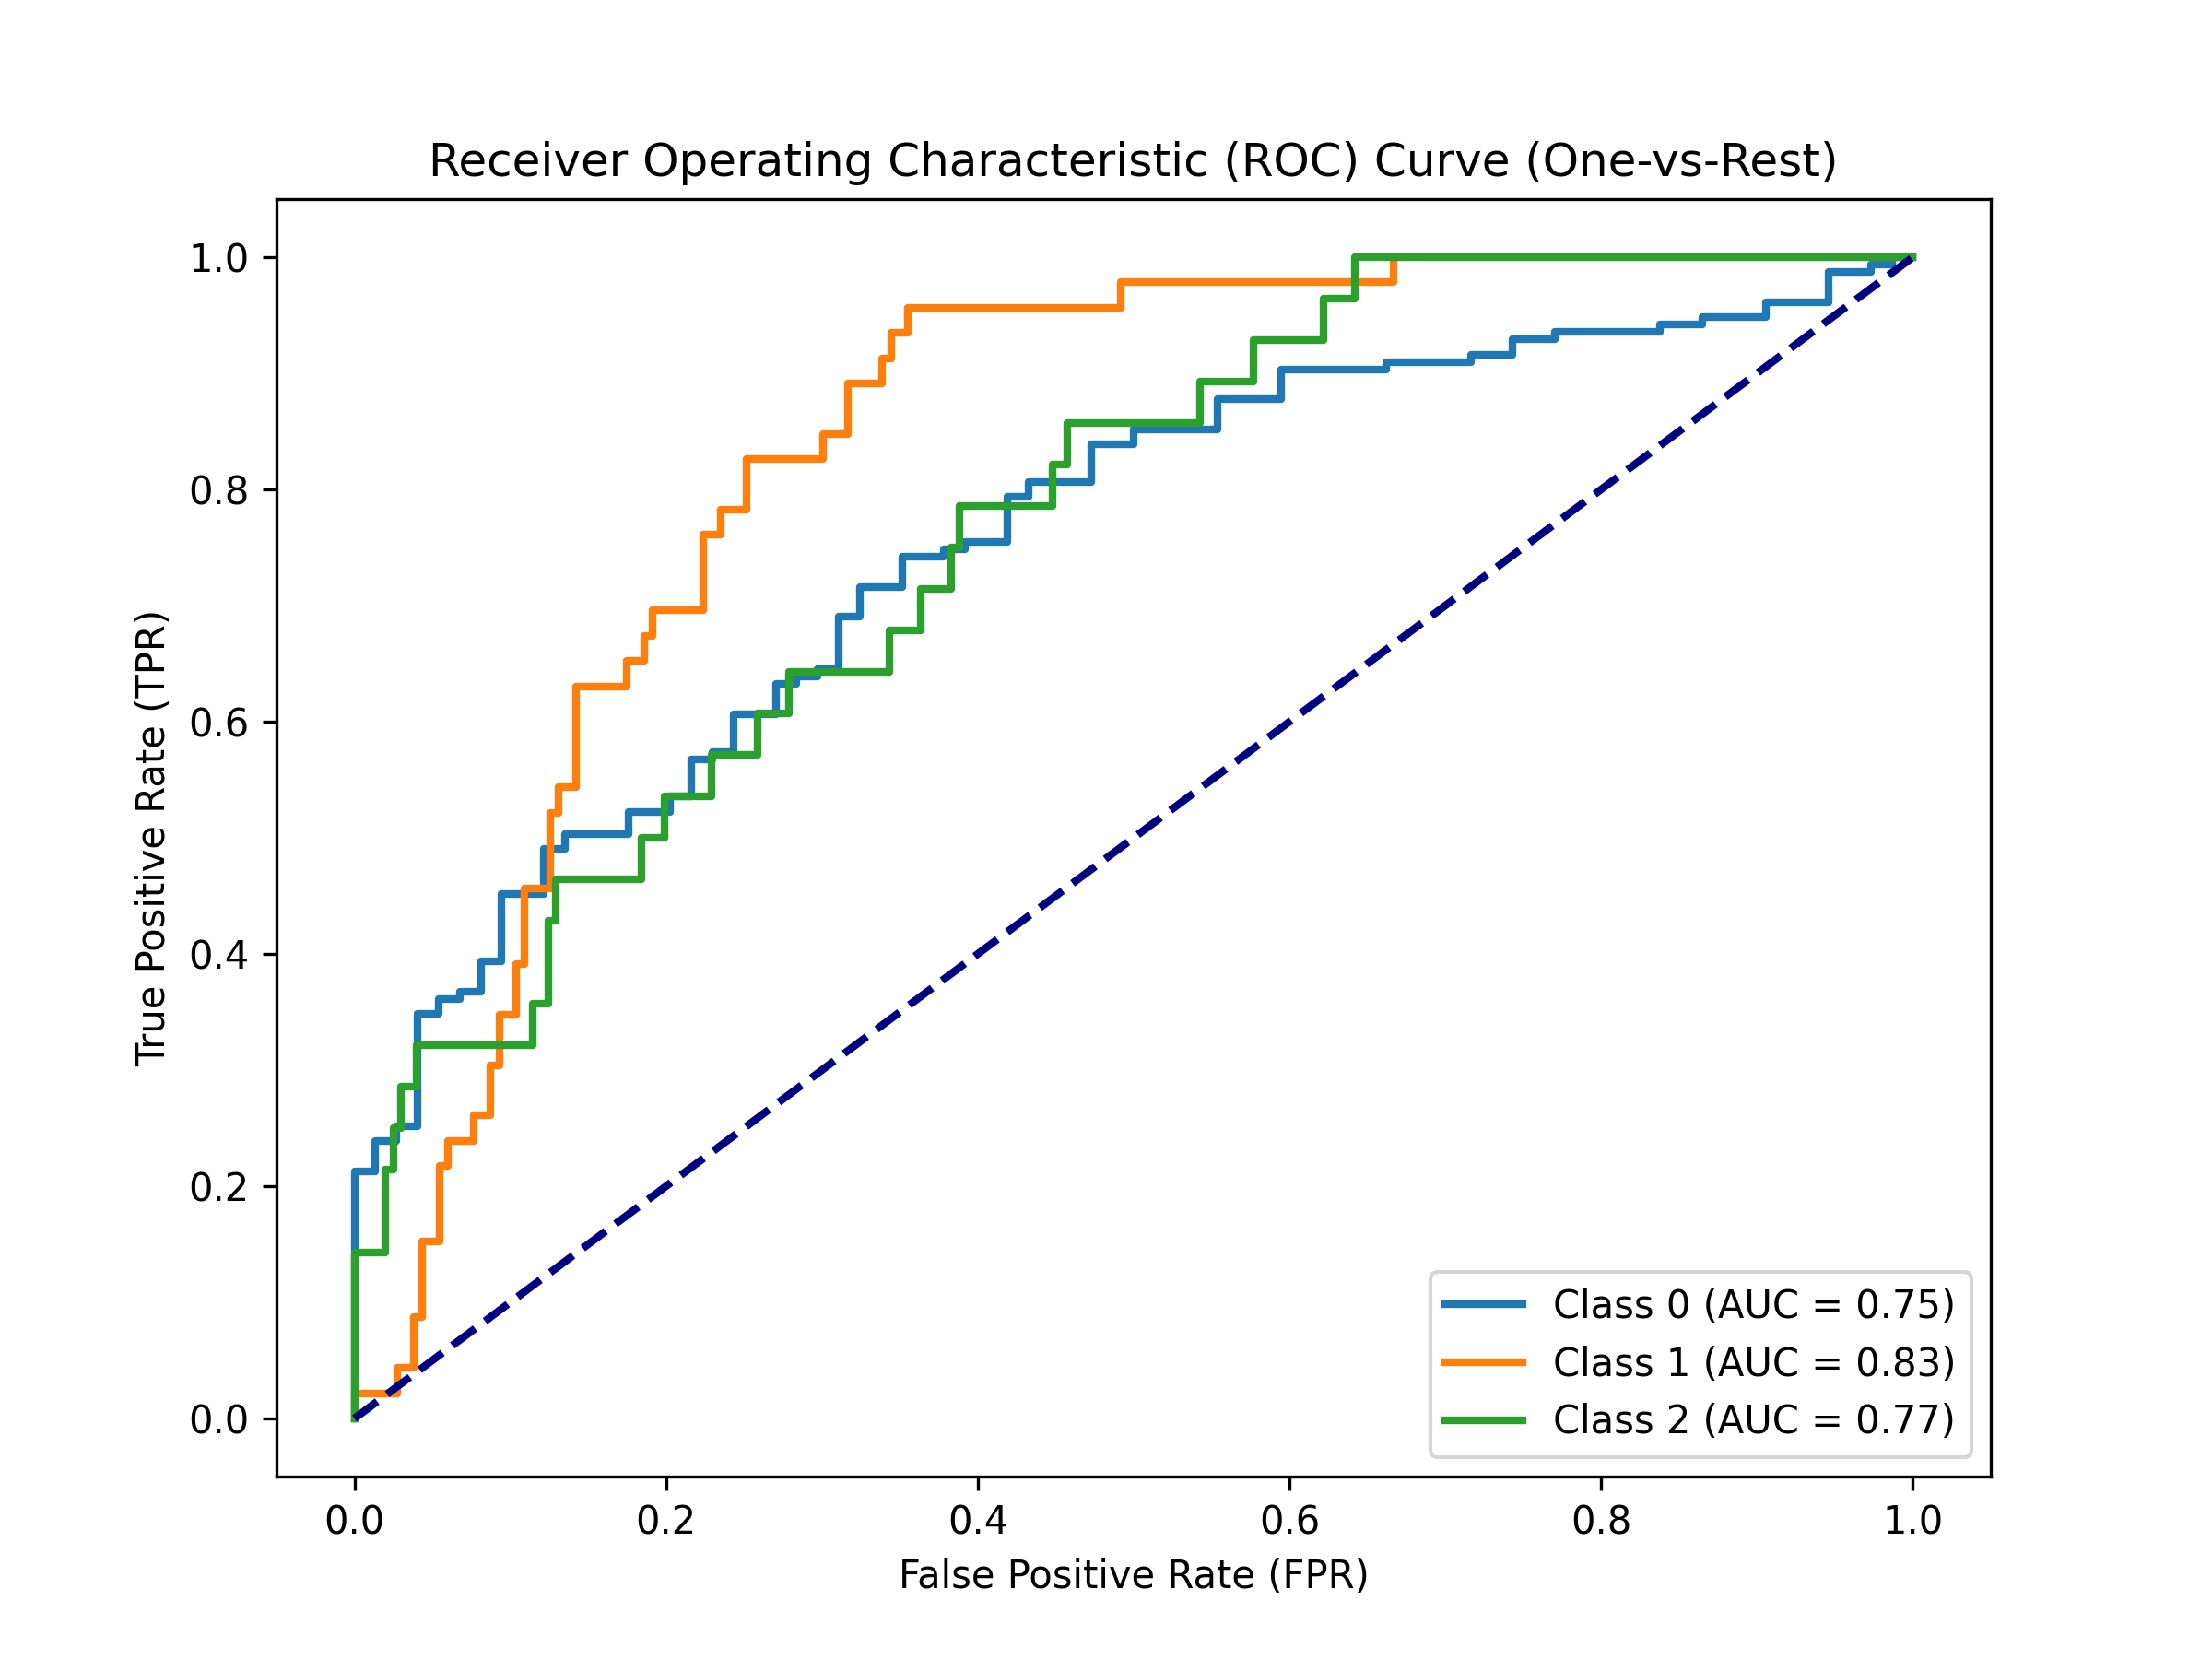 Receiver Operating Characteristic (ROC) Curve (One-vs-Rest)
True Positive Rate (TPR)
1.0
0.8
0.6
0.4
0.2
0.0
Class 0 (AUC = 0.75)
Class 1 (AUC = 0.83)
Class 2 (AUC = 0.77)
0.0 0.2 0.4 0.6 0.8 1.0
False Positive Rate (FPR)